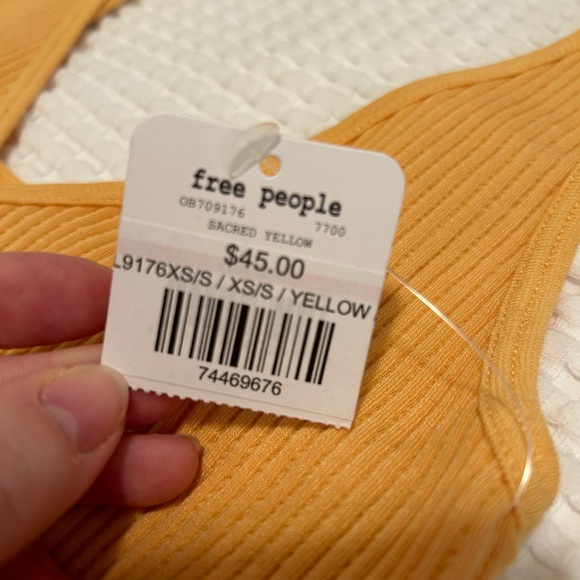 free people
OB709176 7700
SACRED YELLOW
$45.00
L9176XS/S / XS/S / YELLOW
74469676